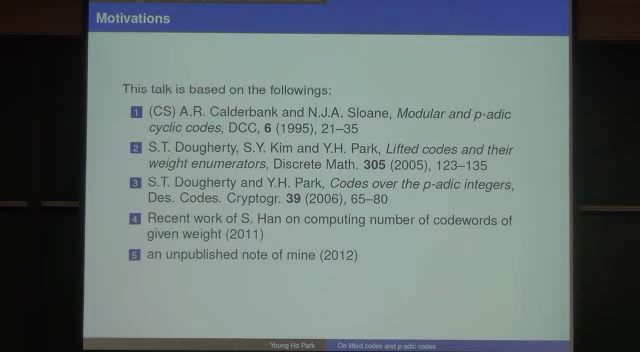 Motivations
This talk is based on the followings:
1 (CS) A.R. Calderbank and N.J.A. Sloane, Modular and p-adic
cyclic codes, DCC, 6 (1995), 21–35
2 S.T. Dougherty, S.Y. Kim and Y.H. Park, Lifted codes and their
weight enumerators, Discrete Math. 305 (2005), 123–135
3 S.T. Dougherty and Y.H. Park, Codes over the p-adic integers,
Des. Codes. Cryptogr. 39 (2006), 65–80
4 Recent work of S. Han on computing number of codewords of
given weight (2011)
5 an unpublished note of mine (2012)
Young Ho Park On lifted codes and p-adic codes